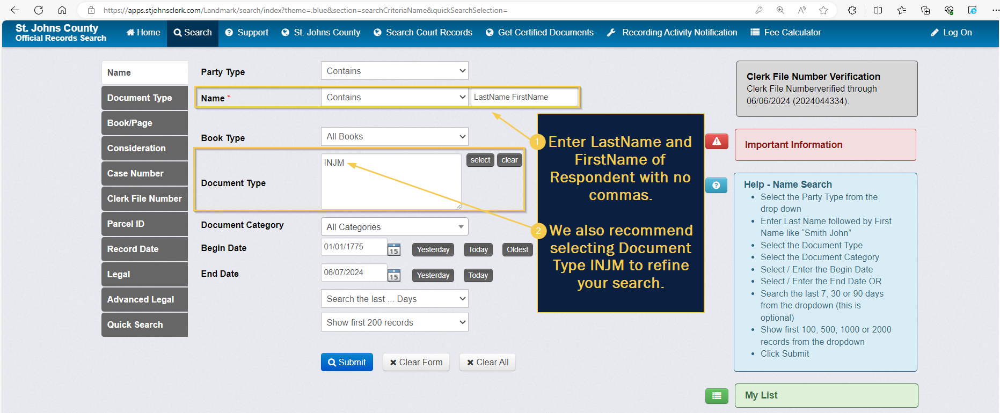 https://apps.stjohnsclerk.com/Landmark/search/index?theme=.blue&section=searchCriteriaName&quickSearchSelection=
St. Johns County
Official Records Search
Home
Search
Support
St. Johns County
Search Court Records
Get Certified Documents
Recording Activity Notification
Fee Calculator
Log On
Name
Document Type
Book/Page
Consideration
Case Number
Clerk File Number
Parcel ID
Record Date
Legal
Advanced Legal
Quick Search
Party Type
Contains
Name *
Contains
LastName FirstName
Book Type
All Books
Document Type
INJM
select
clear
Document Category
All Categories
Begin Date
01/01/1775
15
Yesterday
Today
Oldest
End Date
06/07/2024
15
Yesterday
Today
Search the last ... Days
Show first 200 records
Submit
Clear Form
Clear All
1
Enter LastName and
FirstName of
Respondent with no
commas.
2
We also recommend
selecting Document
Type INJM to refine
your search.
Clerk File Number Verification
Clerk File Numberverified through
06/06/2024 (2024044334).
Important Information
Help - Name Search
• Select the Party Type from the
drop down
• Enter Last Name followed by First
Name like “Smith John”
• Select the Document Type
• Select the Document Category
• Select / Enter the Begin Date
• Select / Enter the End Date OR
• Search the last 7, 30 or 90 days
from the dropdown (this is
optional)
• Show first 100, 500, 1000 or 2000
records from the dropdown
• Click Submit
My List